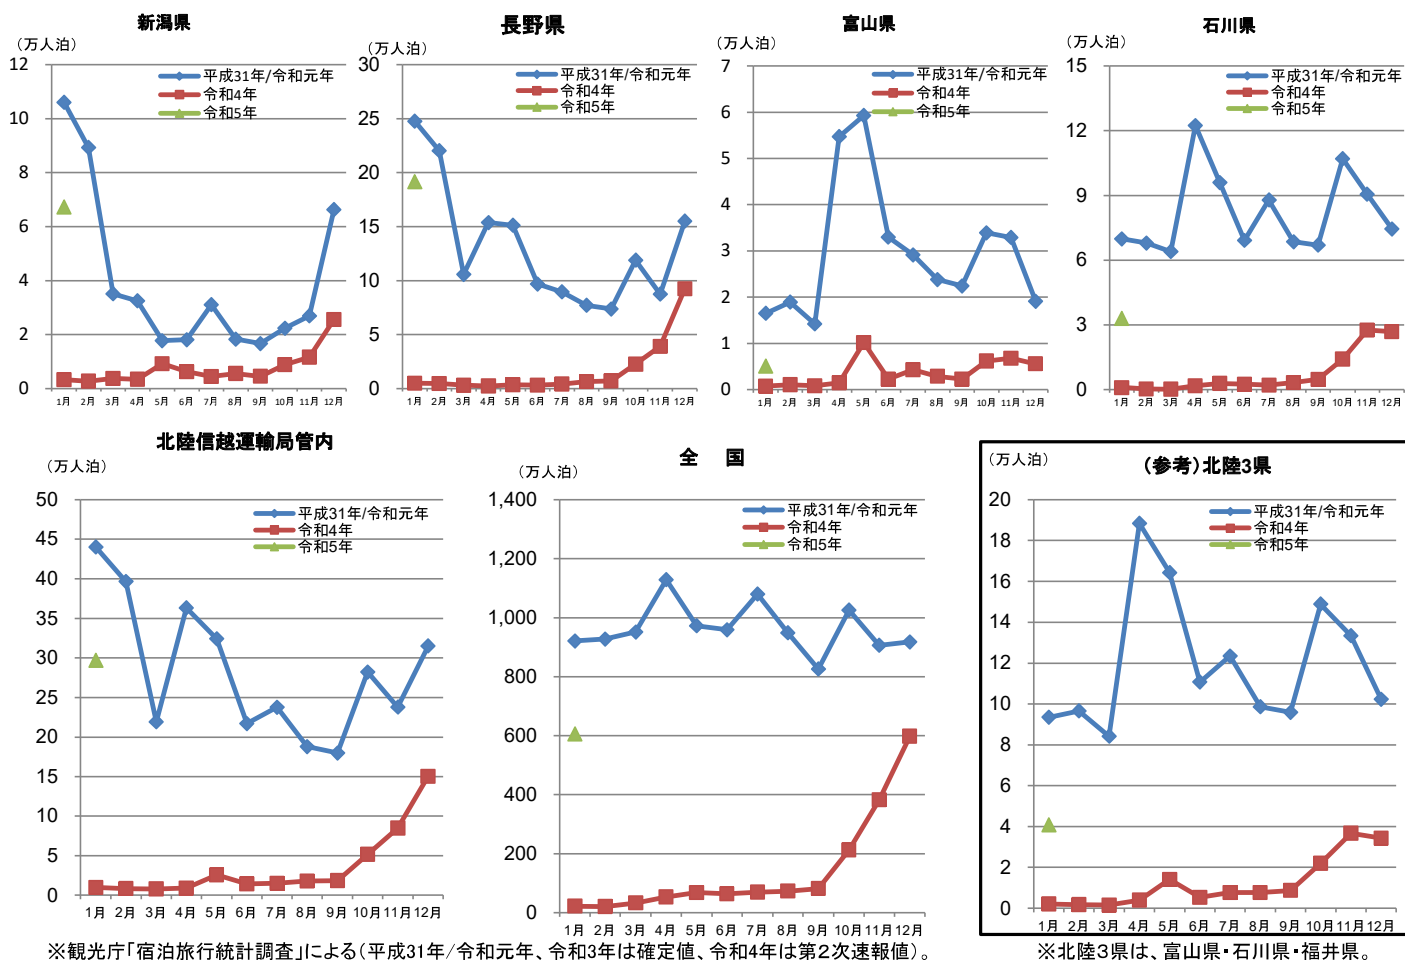 新潟県
（万人泊）
12
10
8
6
4
2
0
平成31年/令和元年
令和4年
令和5年
1月 2月 3月 4月 5月 6月 7月 8月 9月 10月 11月 12月
長野県
（万人泊）
30
25
20
15
10
5
0
平成31年/令和元年
令和4年
令和5年
1月 2月 3月 4月 5月 6月 7月 8月 9月 10月 11月 12月
富山県
（万人泊）
7
6
5
4
3
2
1
0
平成31年/令和元年
令和4年
令和5年
1月 2月 3月 4月 5月 6月 7月 8月 9月 10月 11月 12月
石川県
（万人泊）
15
12
9
6
3
0
平成31年/令和元年
令和4年
令和5年
1月 2月 3月 4月 5月 6月 7月 8月 9月 10月 11月 12月
北陸信越運輸局管内
（万人泊）
50
45
40
35
30
25
20
15
10
5
0
平成31年/令和元年
令和4年
令和5年
1月 2月 3月 4月 5月 6月 7月 8月 9月 10月 11月 12月
全　国
（万人泊）
1,400
1,200
1,000
800
600
400
200
0
平成31年/令和元年
令和4年
令和5年
1月 2月 3月 4月 5月 6月 7月 8月 9月 10月 11月 12月
（参考）北陸3県
（万人泊）
20
18
16
14
12
10
8
6
4
2
0
平成31年/令和元年
令和4年
令和5年
1月 2月 3月 4月 5月 6月 7月 8月 9月 10月 11月 12月
※観光庁「宿泊旅行統計調査」による（平成31年/令和元年、令和3年は確定値、令和4年は第２次速報値）。
※北陸３県は、富山県・石川県・福井県。